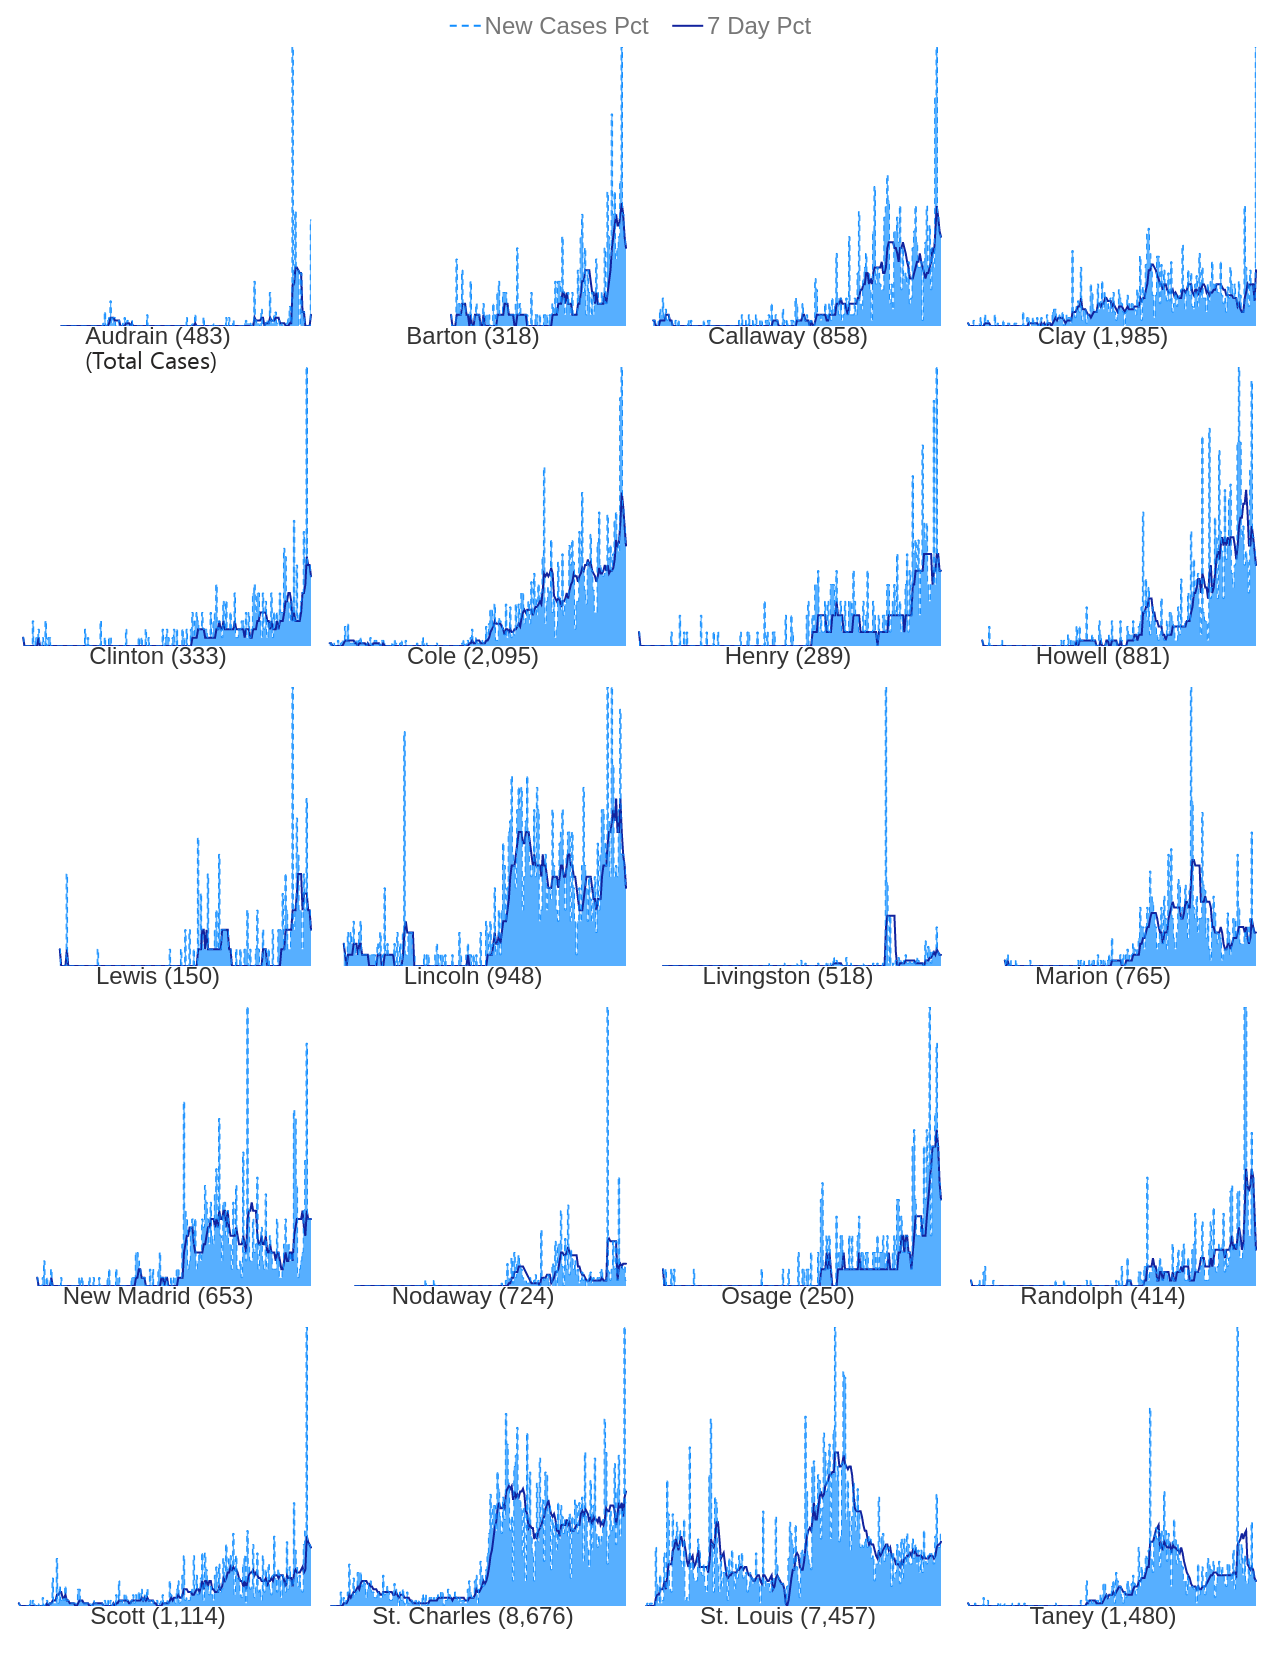 New Cases Pct 7 Day Pct
Audrain (483) Barton (318) Callaway (858) Clay (1,985)
(Total Cases)
Clinton (333) Cole (2,095) Henry (289) Howell (881)
Lewis (150) Lincoln (948) Livingston (518) Marion (765)
New Madrid (653) Nodaway (724) Osage (250) Randolph (414)
Scott (1,114) St. Charles (8,676) St. Louis (7,457) Taney (1,480)